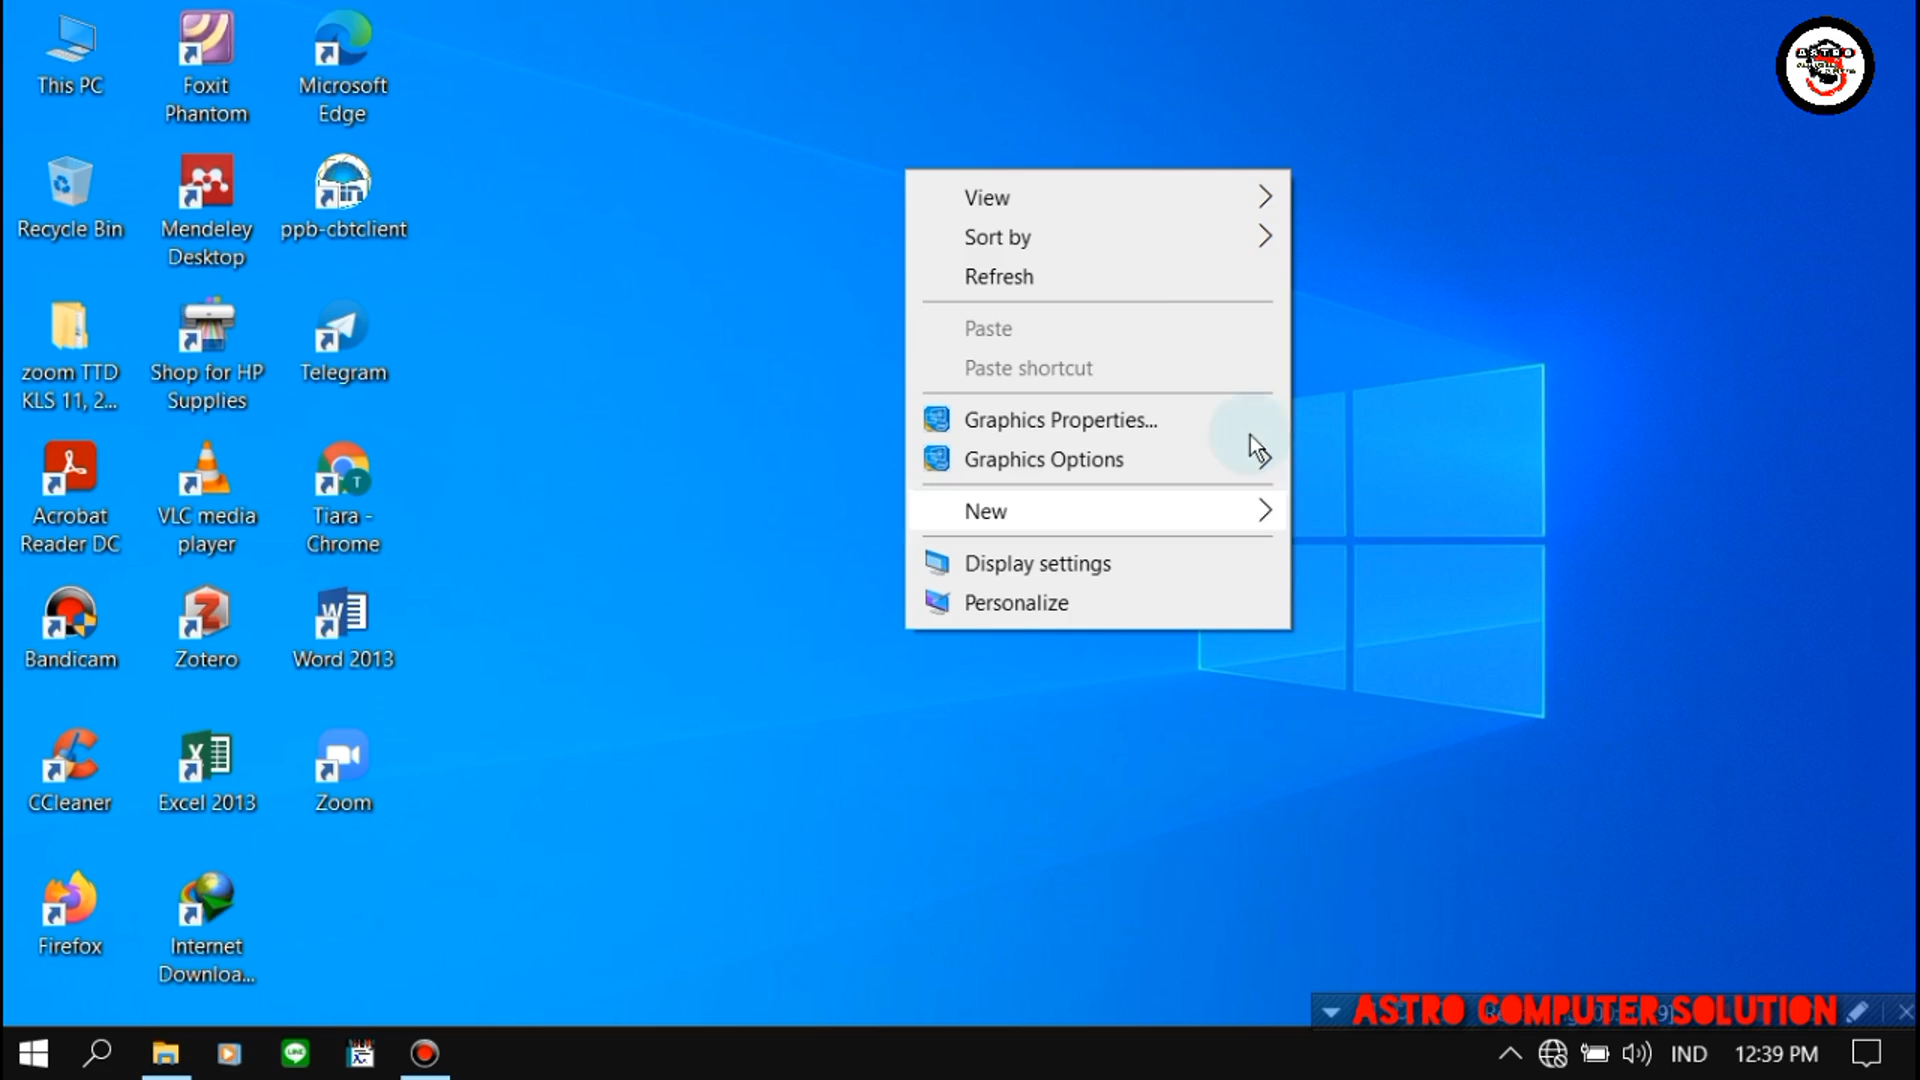 This PC
Foxit
Phantom
Microsoft
Edge
Recycle Bin
Mendeley
Desktop
ppb-cbtclient
zoom TTD
KLS 11, 2...
Shop for HP
Supplies
Telegram
Acrobat
Reader DC
VLC media
player
Tiara -
Chrome
Bandicam
Zotero
Word 2013
CCleaner
Excel 2013
Zoom
Firefox
Internet
Downloa...
View
Sort by
Refresh
Paste
Paste shortcut
Graphics Properties...
Graphics Options
New
Display settings
Personalize
ASTRO
ASTRO COMPUTER SOLUTION
IND
12:39 PM